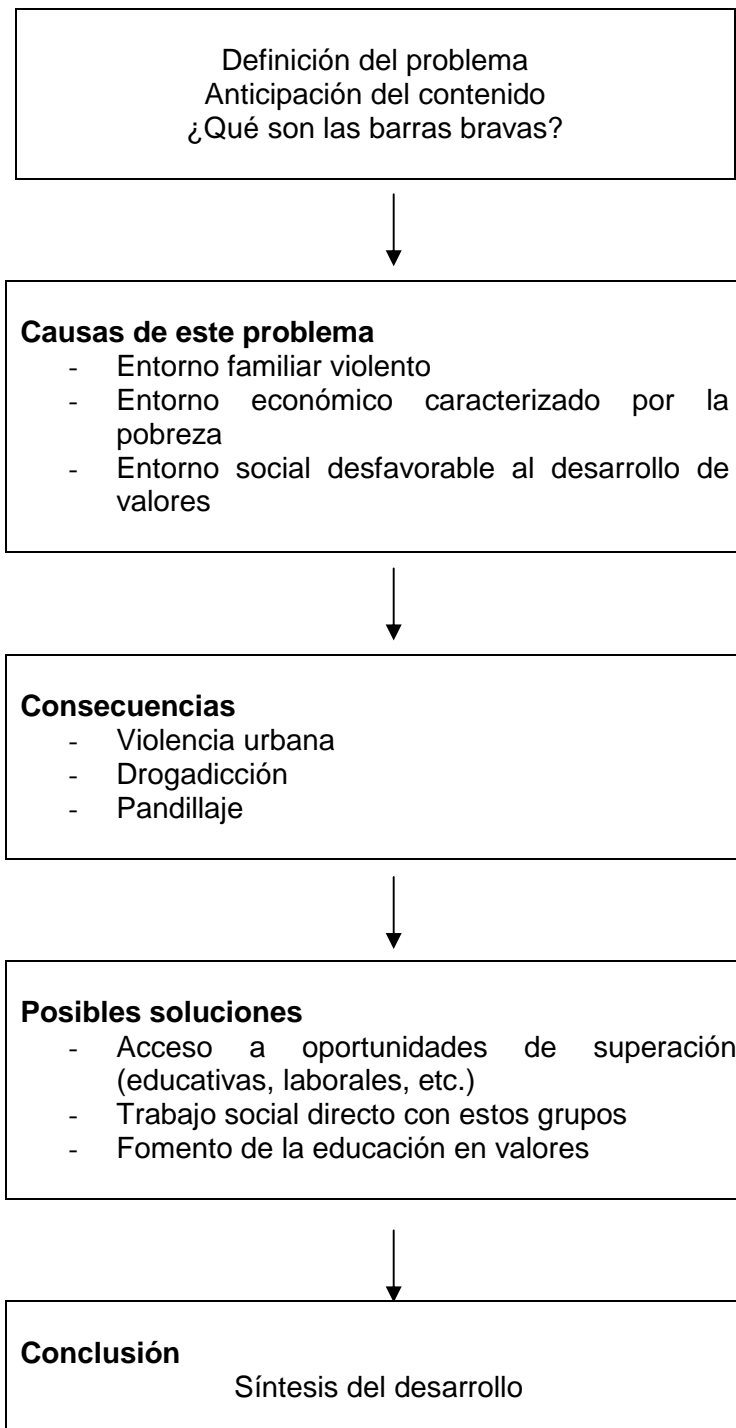 Definición del problema
Anticipación del contenido
¿Qué son las barras bravas?
Causas de este problema
- Entorno familiar violento
- Entorno económico caracterizado por la
pobreza
- Entorno social desfavorable al desarrollo de
valores
Consecuencias
- Violencia urbana
- Drogadicción
- Pandillaje
Posibles soluciones
- Acceso a oportunidades de superación
(educativas, laborales, etc.)
- Trabajo social directo con estos grupos
- Fomento de la educación en valores
Conclusión
Síntesis del desarrollo